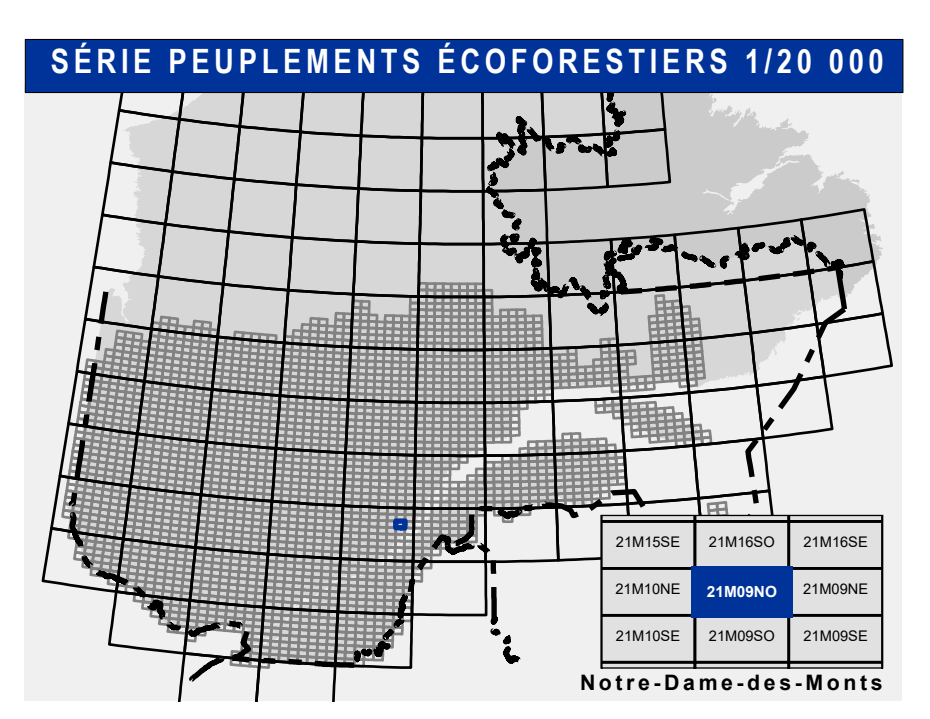 SÉRIE PEUPLEMENTS ÉCOFORESTIERS 1/20 000
21M15SE 21M16SO 21M16SE
21M10NE 21M09NO 21M09NE
21M10SE 21M09SO 21M09SE
Notre-Dame-des-Monts